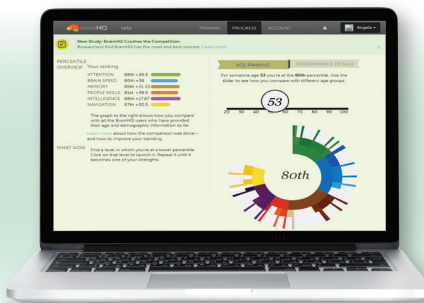 brainHQ Help TRAINING PROGRESS ACCOUNT Angela
New Study: BrainHQ Crushes the Competition
Researchers find BrainHQ has the most and best science. Learn more
PERCENTILE OVERVIEW
Your ranking
ATTENTION
BRAIN SPEED
MEMORY
PEOPLE SKILLS
INTELLIGENCE
NAVIGATION
The graph to the right shows how you compare
with all the BrainHQ users who have provided
their age and demographic information so far.
Learn more about how the comparison was done--
and how to improve your standing.
WHAT NOW
Find a level in which you're at a lower percentile.
Click on that level to launch it. Repeat until it
becomes one of your strengths.
AGE RANKING PERFORMANCE DETAILS
For someone age 53 you're at the 80th percentile. Use the
slider to see how you compare with different age groups.
53
20 30 40 50 60 70 80 90 100
80th